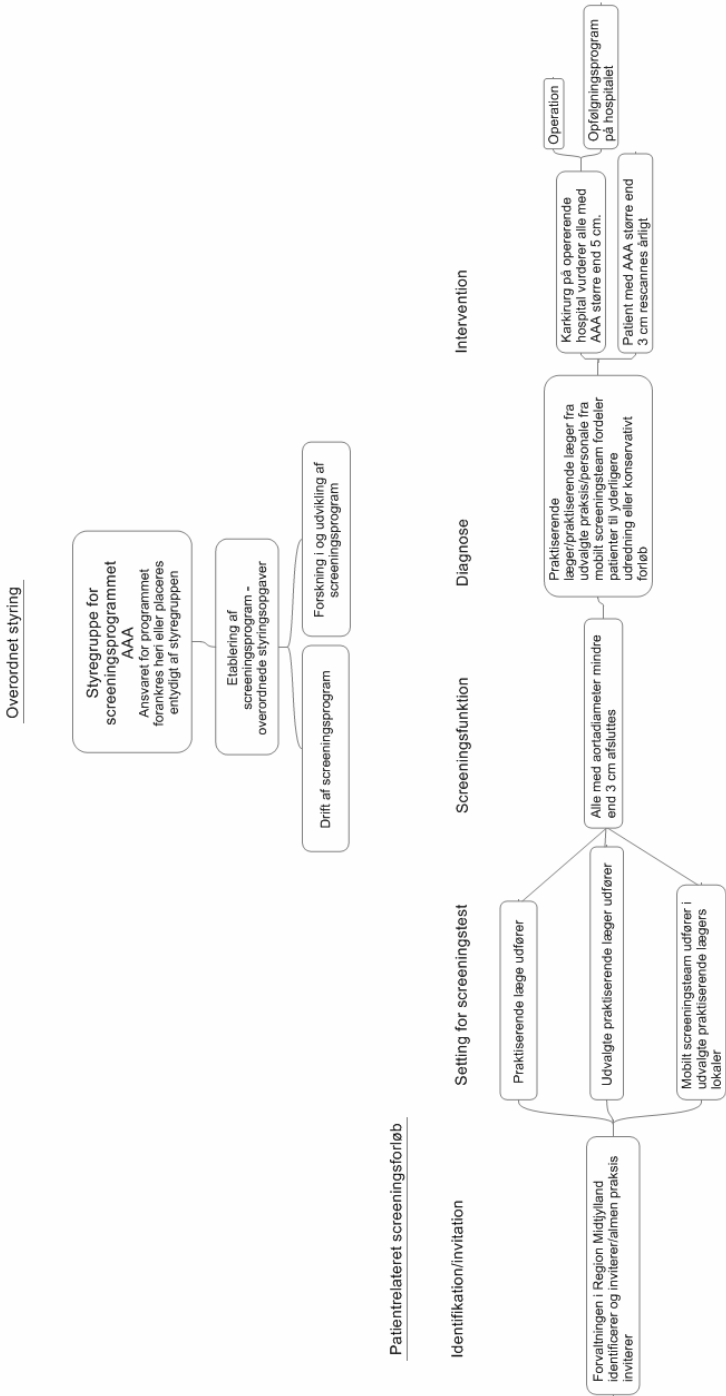 Overordnet styring
Styregruppe for
screeningsprogrammet
AAA
Ansvaret for programmet
forankres heri eller placeres
entydigt af styregruppen
Etablering af
screeningsprogram -
overordnede styringsopgaver
Drift af screeningsprogram
Forskning i og udvikling af
screeningsprogram
Patientrelateret screeningsforløb
Identifikation/invitation
Setting for screeningstest
Screeningsfunktion
Diagnose
Intervention
Forvaltningen i Region Midtjylland
identificerer og inviterer/almen praksis
inviterer
Praktiserende læge udfører
Udvalgte praktiserende læger udfører
Mobilt screeningsteam udfører i
udvalgte praktiserende lægers
lokaler
Alle med aortadiameter mindre
end 3 cm afsluttes
Praktiserende
læger/praktiserende læger fra
udvalgte praksis/personale fra
mobilt screeningsteam fordeler
patienter til yderligere
udredning eller konservativt
forløb
Karkirurg på opererende
hospital vurderer alle med
AAA større end 5 cm.
Patient med AAA større end
3 cm rescannes årligt
Operation
Opfølgningsprogram
på hospitalet